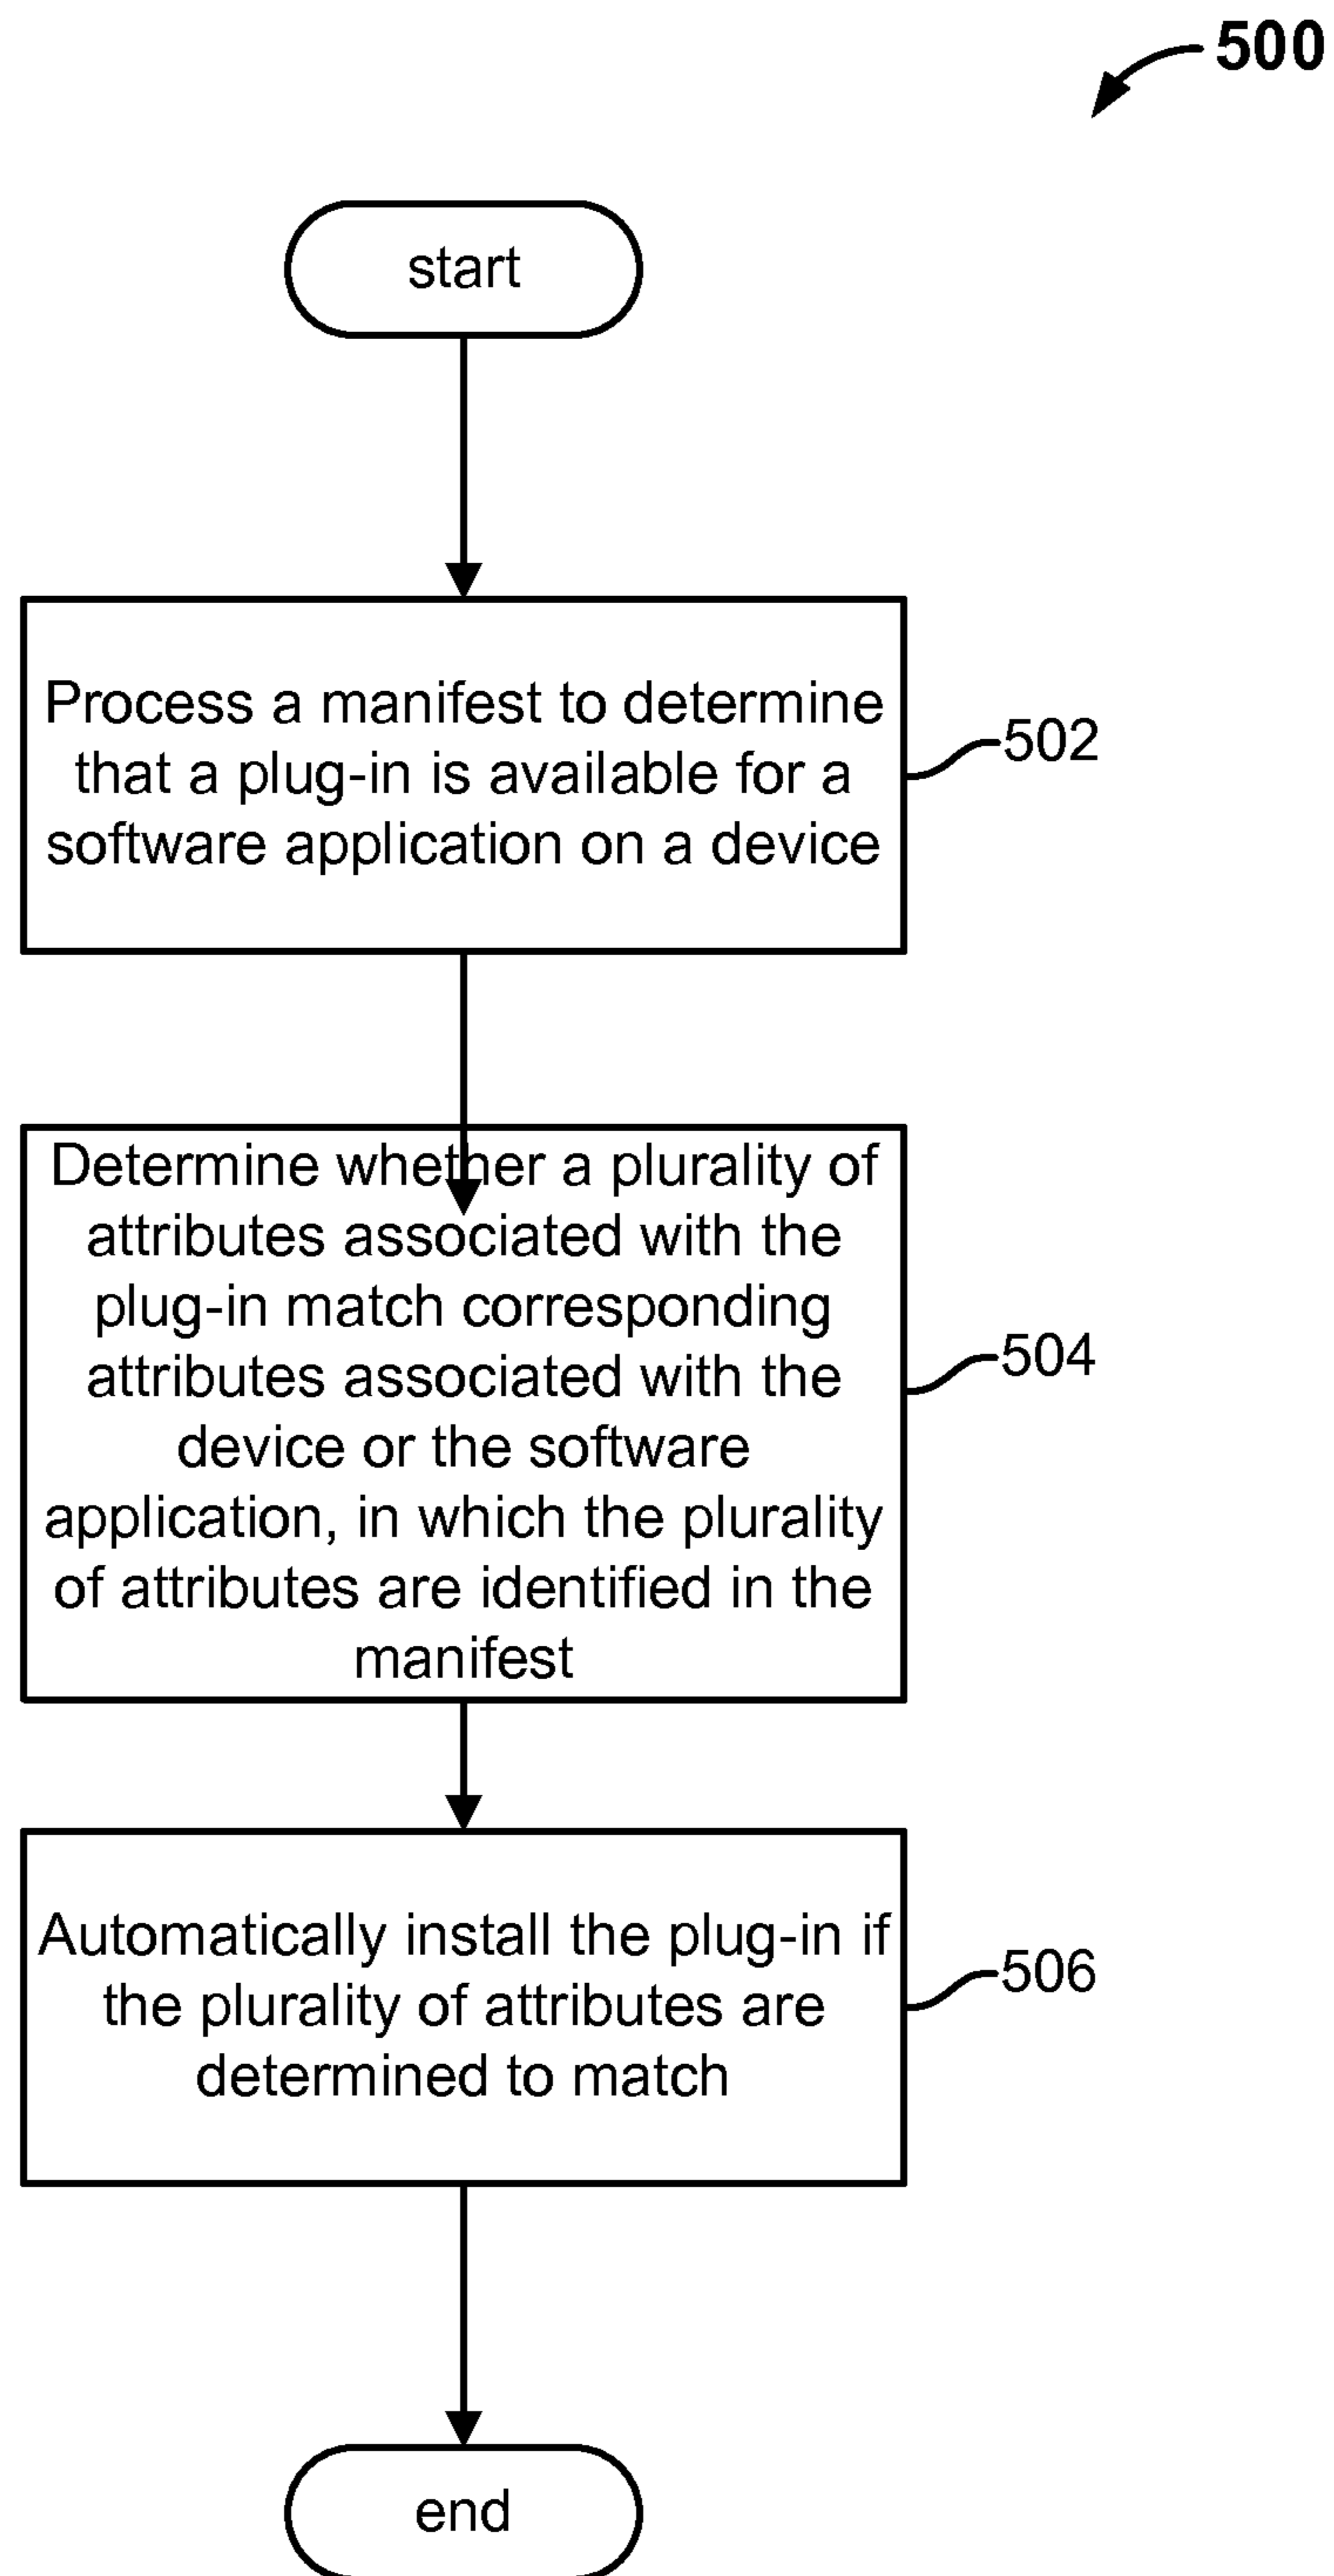 500
start
Process a manifest to determine
that a plug-in is available for a
software application on a device
502
Determine whether a plurality of
attributes associated with the
plug-in match corresponding
attributes associated with the
device or the software
application, in which the plurality
of attributes are identified in the
manifest
504
Automatically install the plug-in if
the plurality of attributes are
determined to match
506
end